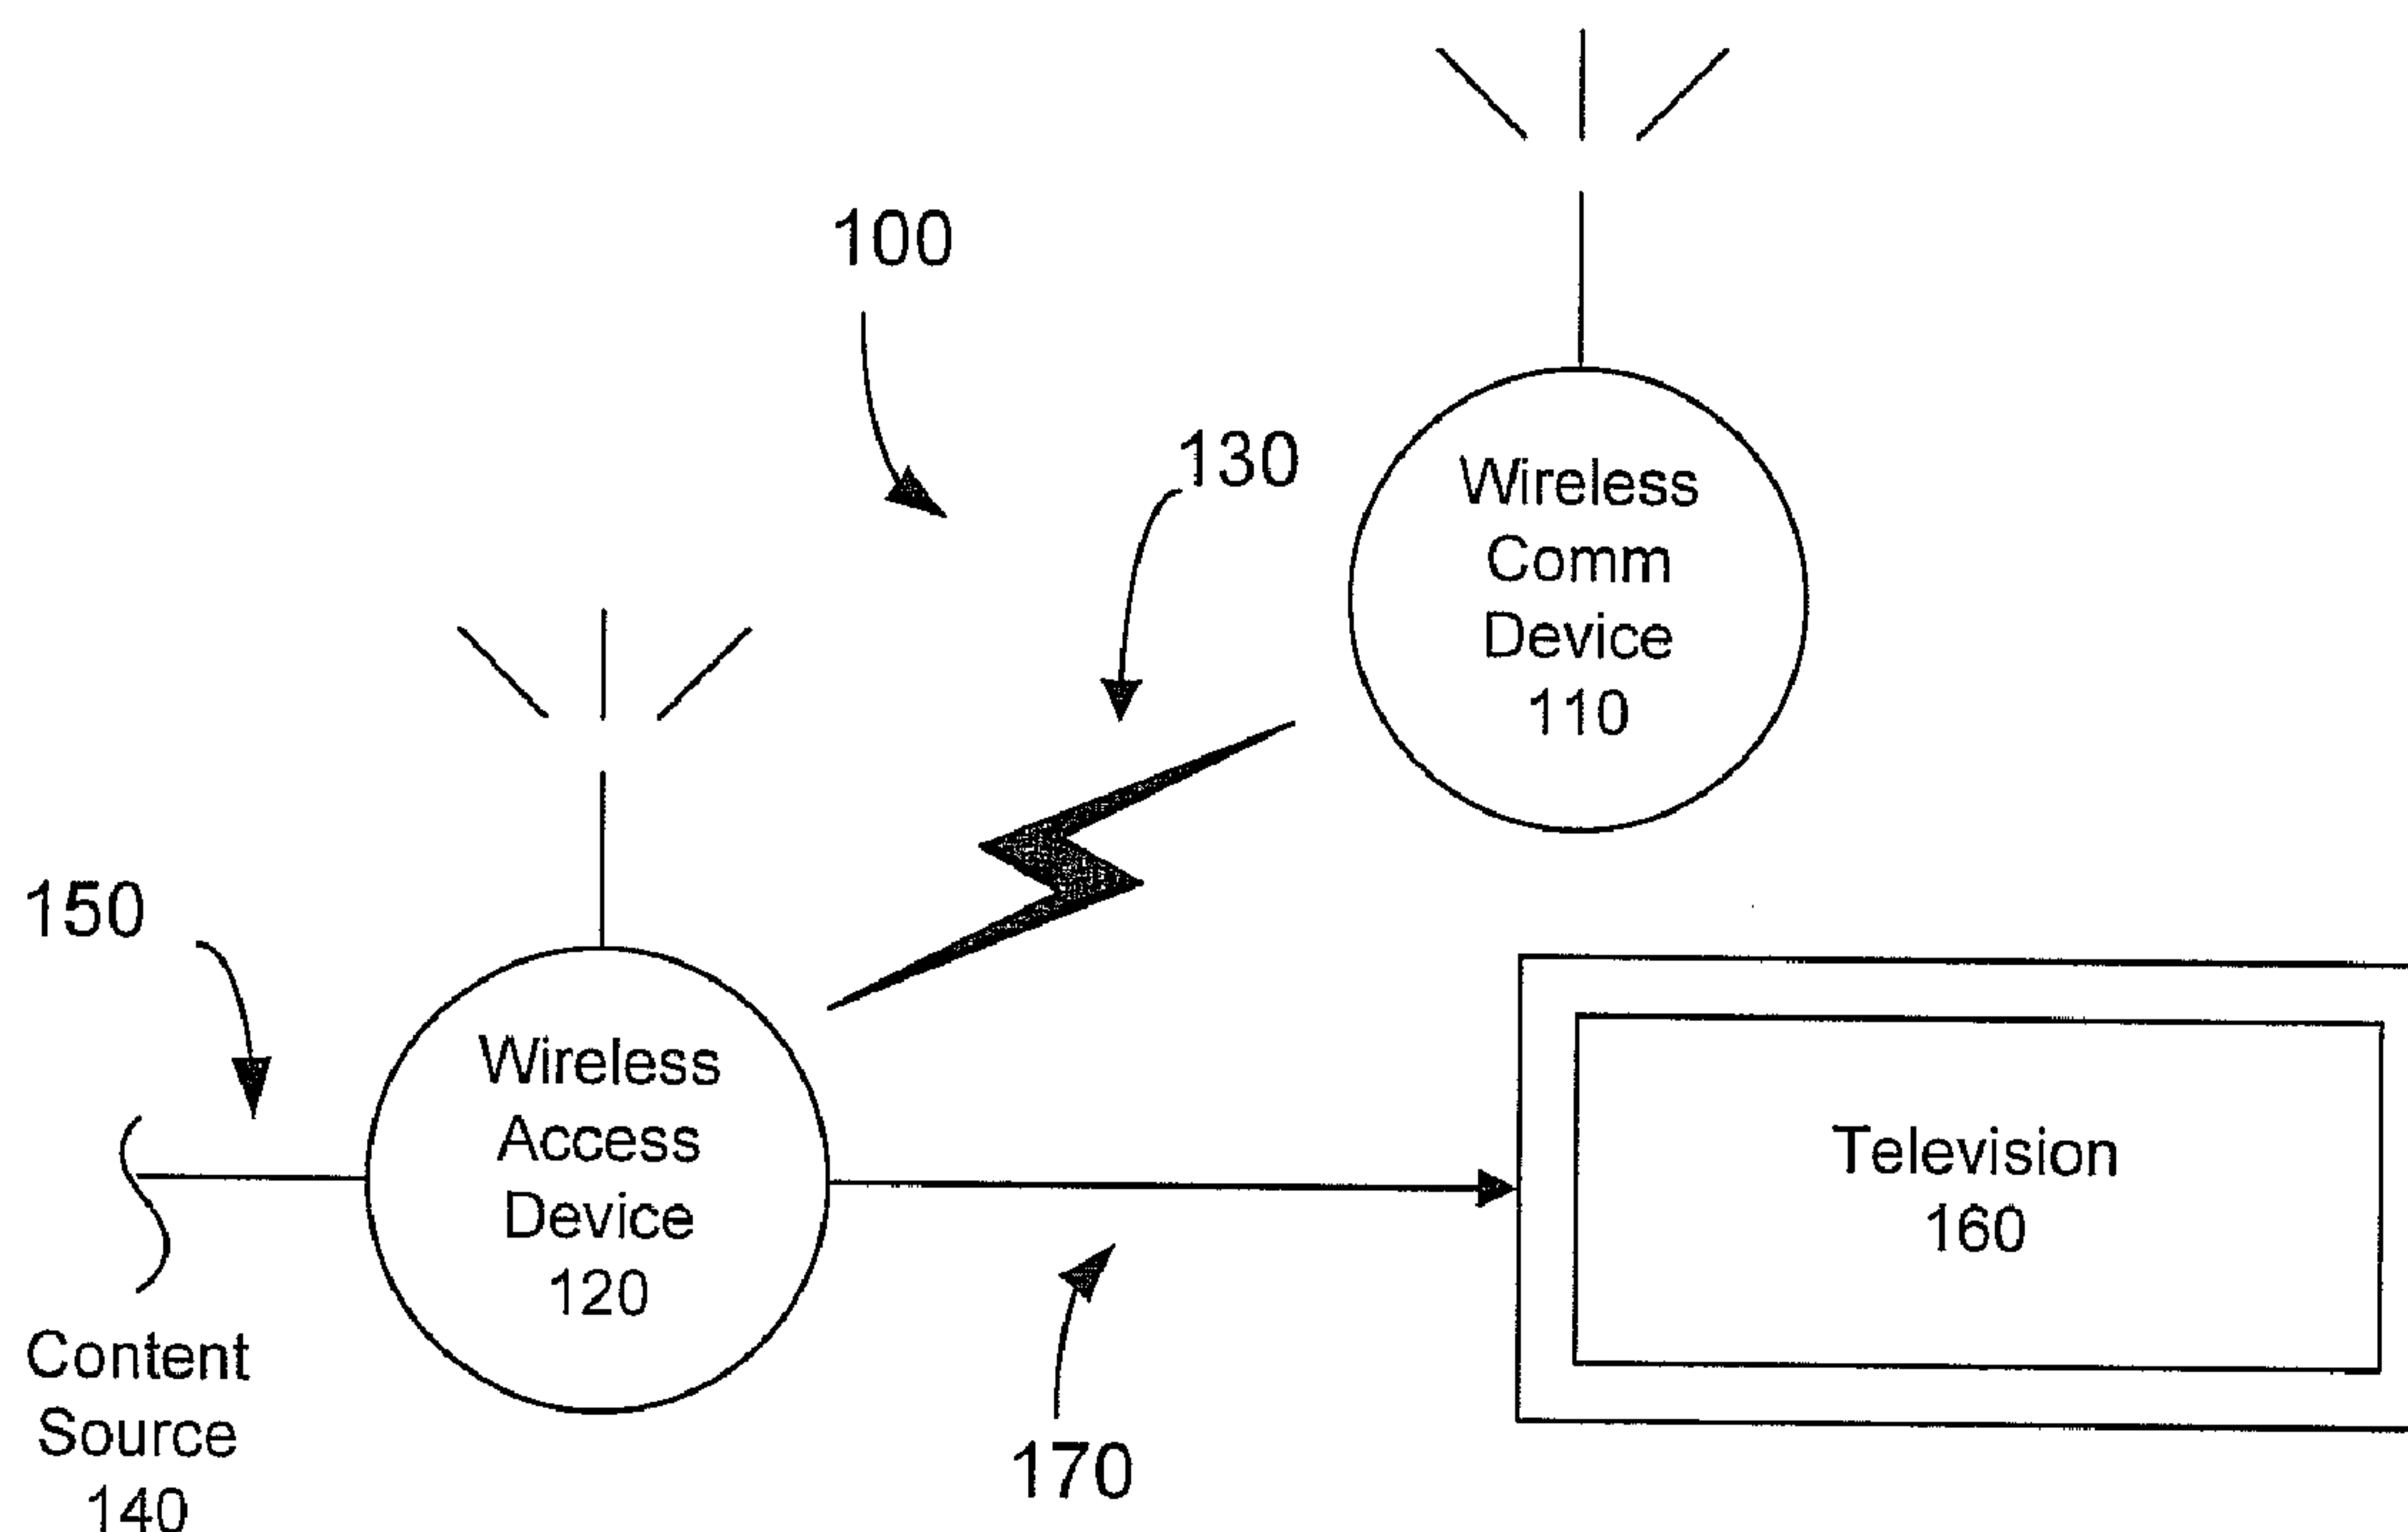 100
130
Wireless
Comm
Device
110
150
Wireless
Access
Device
120
Television
160
Content
Source
140
170